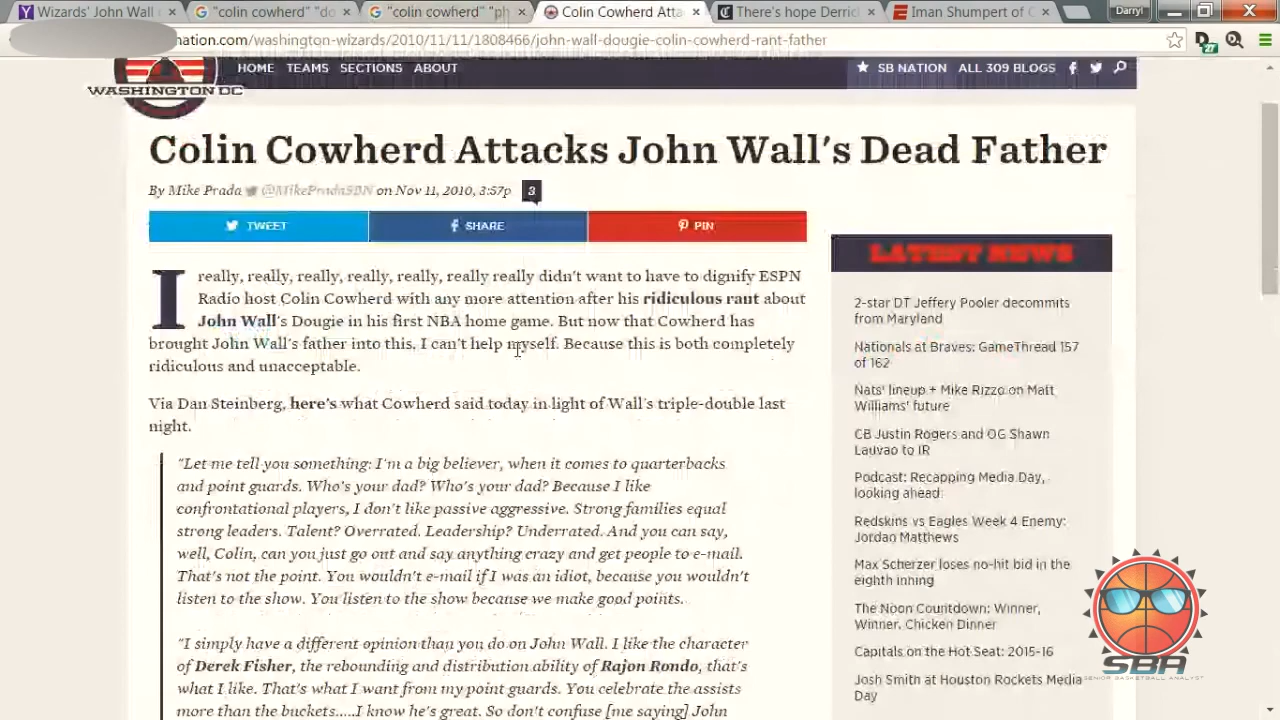 Wizards' John Wall
"colin cowherd" "do
"colin cowherd" "pl
Colin Cowherd Atta
There's hope Derric
Iman Shumpert of C
Darryl
nation.com/washington-wizards/2010/11/11/1808466/john-wall-dougie-colin-cowherd-rant-father
27
WASHINGTON DC
HOME TEAMS SECTIONS ABOUT
SB NATION ALL 309 BLOGS
Colin Cowherd Attacks John Wall's Dead Father
By Mike Prada @MikePradaSBN on Nov 11, 2010, 3:57p 3
TWEET SHARE PIN
I really, really, really, really, really, really really didn't want to have to dignify ESPN
Radio host Colin Cowherd with any more attention after his ridiculous rant about
John Wall's Dougie in his first NBA home game. But now that Cowherd has
brought John Wall's father into this, I can't help myself. Because this is both completely
ridiculous and unacceptable.
Via Dan Steinberg, here's what Cowherd said today in light of Wall's triple-double last
night.
"Let me tell you something: I'm a big believer, when it comes to quarterbacks
and point guards. Who's your dad? Who's your dad? Because I like
confrontational players, I don't like passive aggressive. Strong families equal
strong leaders. Talent? Overrated. Leadership? Underrated. And you can say,
well, Colin, can you just go out and say anything crazy and get people to e-mail.
That's not the point. You wouldn't e-mail if I was an idiot, because you wouldn't
listen to the show. You listen to the show because we make good points.
"I simply have a different opinion than you do on John Wall. I like the character
of Derek Fisher, the rebounding and distribution ability of Rajon Rondo, that's
what I like. That's what I want from my point guards. You celebrate the assists
more than the buckets.....I know he's great. So don't confuse [me saying] John
LATEST NEWS
2-star DT Jeffery Pooler decommits
from Maryland
Nationals at Braves: GameThread 157
of 162
Nats' lineup + Mike Rizzo on Matt
Williams' future
CB Justin Rogers and OG Shawn
Lauvao to IR
Podcast: Recapping Media Day,
looking ahead
Redskins vs Eagles Week 4 Enemy:
Jordan Matthews
Max Scherzer loses no-hit bid in the
eighth inning
The Noon Countdown: Winner,
Winner, Chicken Dinner
Capitals on the Hot Seat: 2015-16
Josh Smith at Houston Rockets Media
Day
SBA
SENIOR BASKETBALL ANALYST